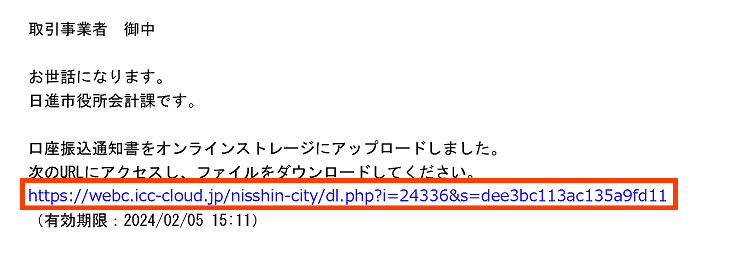 取引事業者　御中
お世話になります。
日進市役所会計課です。
口座振込通知書をオンラインストレージにアップロードしました。
次のURLにアクセスし、ファイルをダウンロードしてください。
https://webc.icc-cloud.jp/nisshin-city/dl.php?i=24336&s=dee3bc113ac135a9fd11
（有効期限：2024/02/05 15:11）